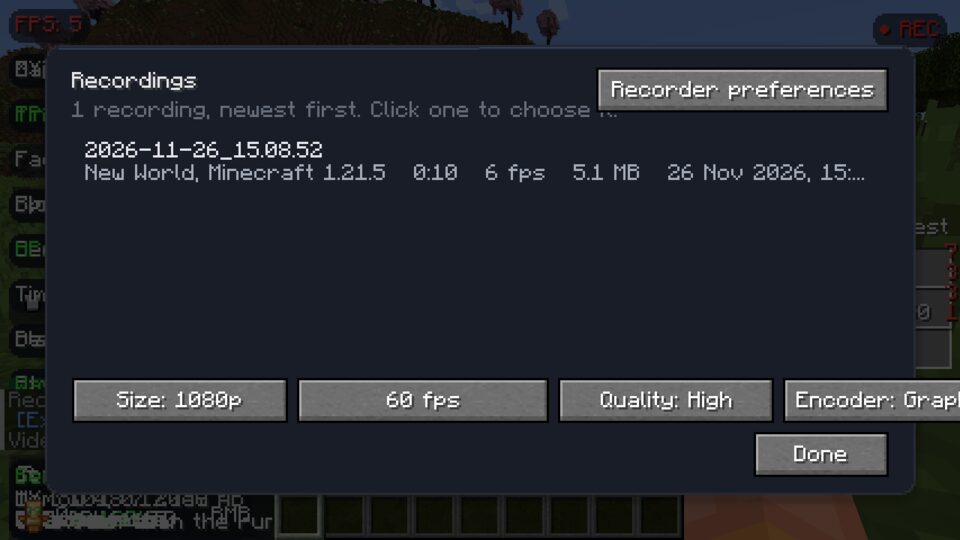 FPS: 5
REC
Recordings
Recorder preferences
1 recording, newest first. Click one to choose
2026-11-26_15.08.52
New World, Minecraft 1.21.5 0:10 6 fps 5.1 MB 26 Nov 2026, 15:...
Size: 1080p
60 fps
Quality: High
Encoder: Grap
Done
the Pur